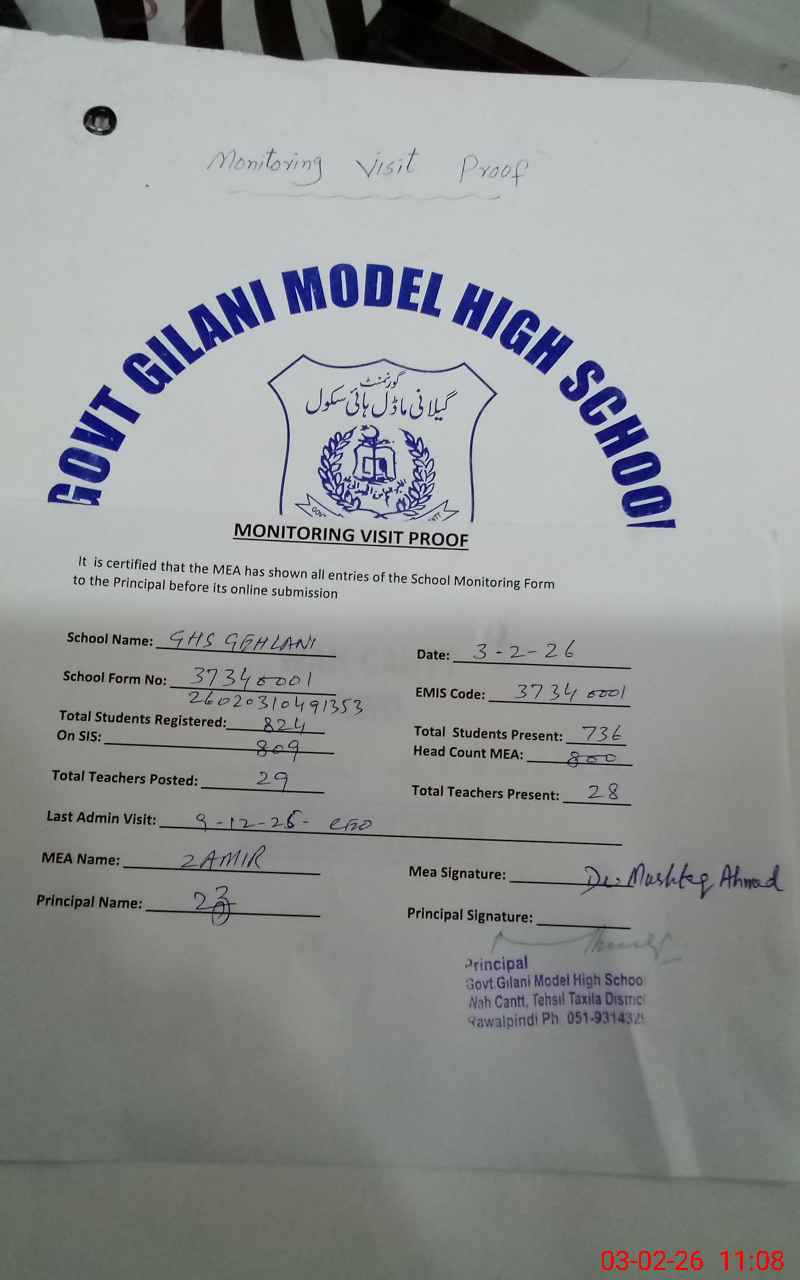 Monitoring Visit Proof
GOVT GILANI MODEL HIGH SCHOOL
گورنمنٹ
گیلانی ماڈل ہائی سکول
MONITORING VISIT PROOF
It is certified that the MEA has shown all entries of the School Monitoring Form
to the Principal before its online submission
School Name: GHS GEHLANI
Date: 3-2-26
School Form No: 37340001
26020310491353
EMIS Code: 37340001
Total Students Registered: 824
Total Students Present: 736
On SIS: 809
Head Count MEA: 800
Total Teachers Posted: 29
Total Teachers Present: 28
Last Admin Visit: 9-12-25- CEO
MEA Name: ZAMIR
Mea Signature: Mushtaq Ahmad
Principal Name: 23
Principal Signature:
Principal
Govt.Gilani Model High Schoo
Wah Cantt, Tehsil Taxila District
Rawalpindi Ph 051-931432
03-02-26 11:08